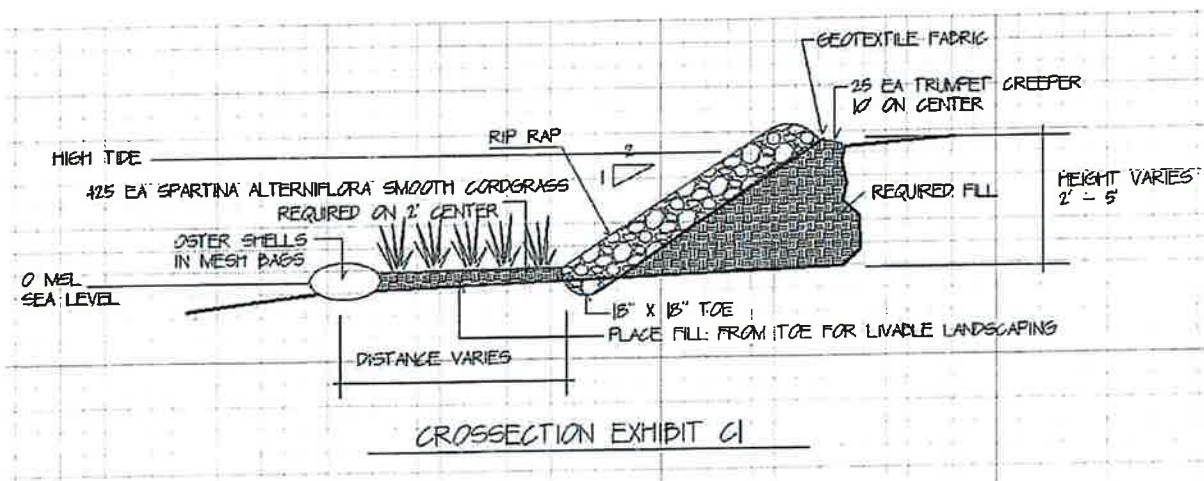 GEOTEXTILE FABRIC
25 EA TRUMPET CREEPER
10' ON CENTER
RIP RAP
2
1
HIGH TIDE
425 EA SPARTINA ALTERNIFLORA SMOOTH CORDGRASS
REQUIRED ON 2' CENTER
REQUIRED FILL
HEIGHT VARIES
2' - 5'
OSTER SHELLS
IN MESH BAGS
0 MSL
SEA LEVEL
18" X 18" TOE
PLACE FILL FROM TOE FOR LIVABLE LANDSCAPING
DISTANCE VARIES
CROSSECTION EXHIBIT C1